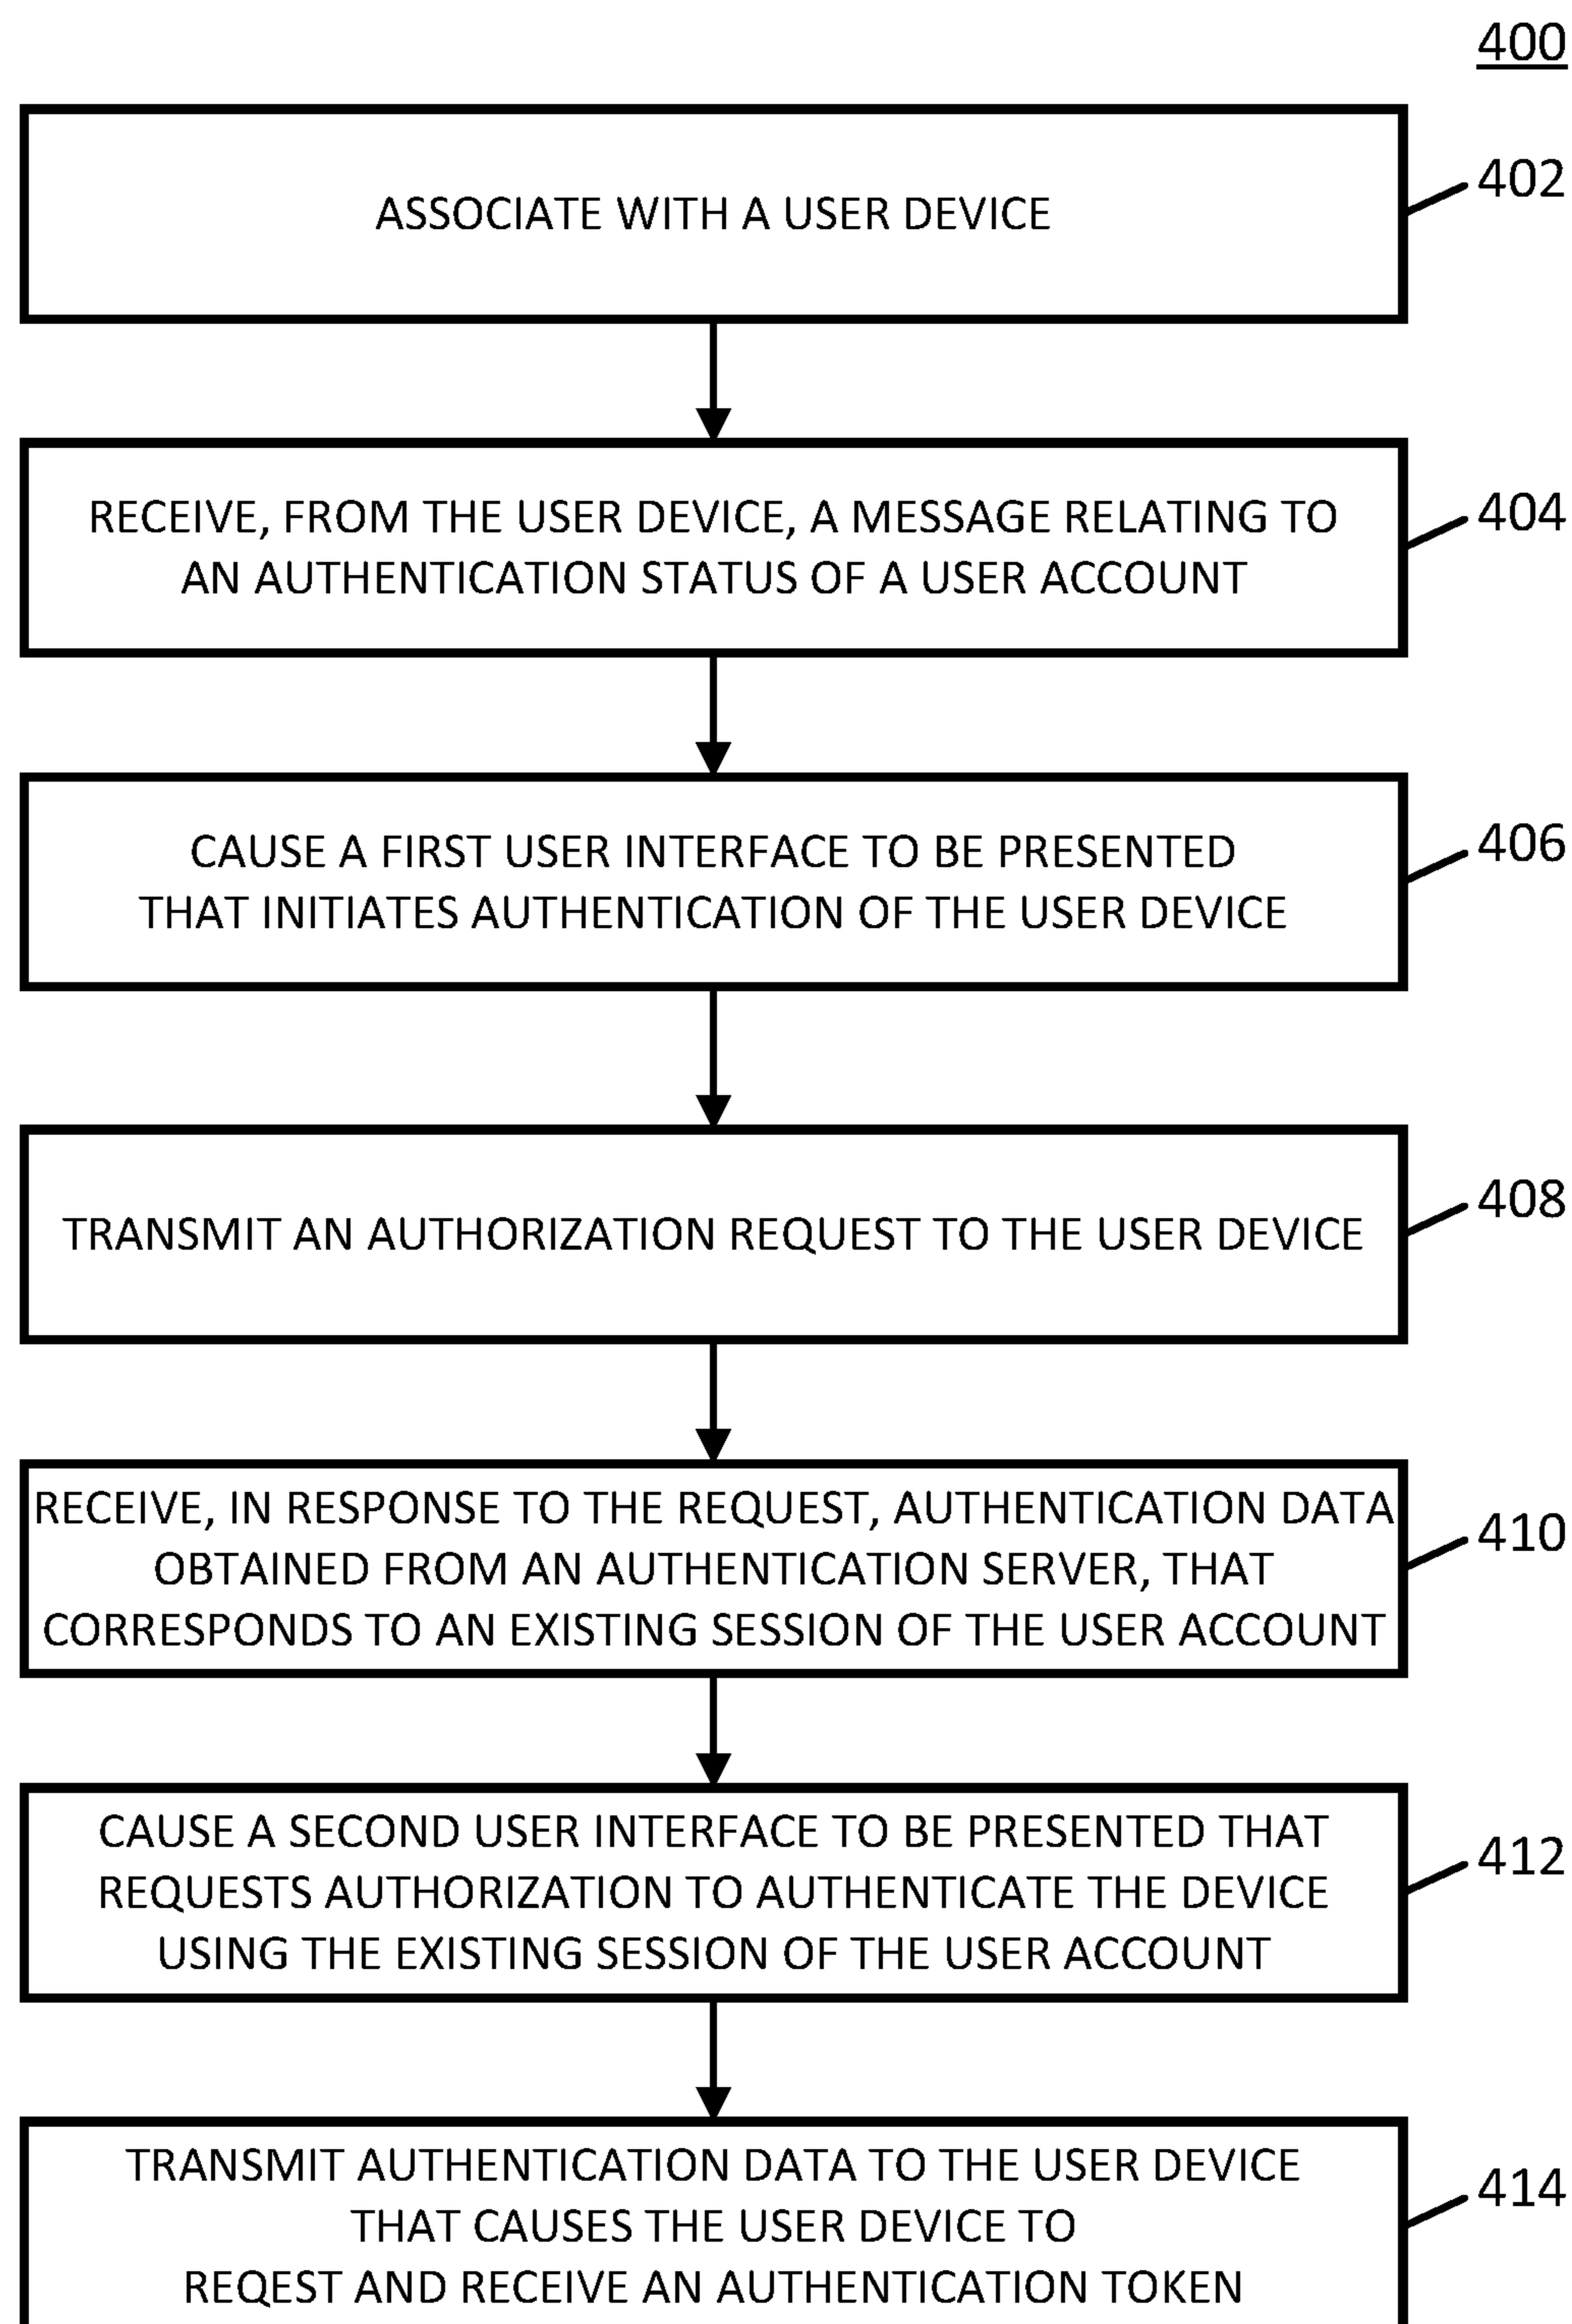 400
ASSOCIATE WITH A USER DEVICE
402
RECEIVE, FROM THE USER DEVICE, A MESSAGE RELATING TO
AN AUTHENTICATION STATUS OF A USER ACCOUNT
404
CAUSE A FIRST USER INTERFACE TO BE PRESENTED
THAT INITIATES AUTHENTICATION OF THE USER DEVICE
406
TRANSMIT AN AUTHORIZATION REQUEST TO THE USER DEVICE
408
RECEIVE, IN RESPONSE TO THE REQUEST, AUTHENTICATION DATA
OBTAINED FROM AN AUTHENTICATION SERVER, THAT
CORRESPONDS TO AN EXISTING SESSION OF THE USER ACCOUNT
410
CAUSE A SECOND USER INTERFACE TO BE PRESENTED THAT
REQUESTS AUTHORIZATION TO AUTHENTICATE THE DEVICE
USING THE EXISTING SESSION OF THE USER ACCOUNT
412
TRANSMIT AUTHENTICATION DATA TO THE USER DEVICE
THAT CAUSES THE USER DEVICE TO
REQEST AND RECEIVE AN AUTHENTICATION TOKEN
414